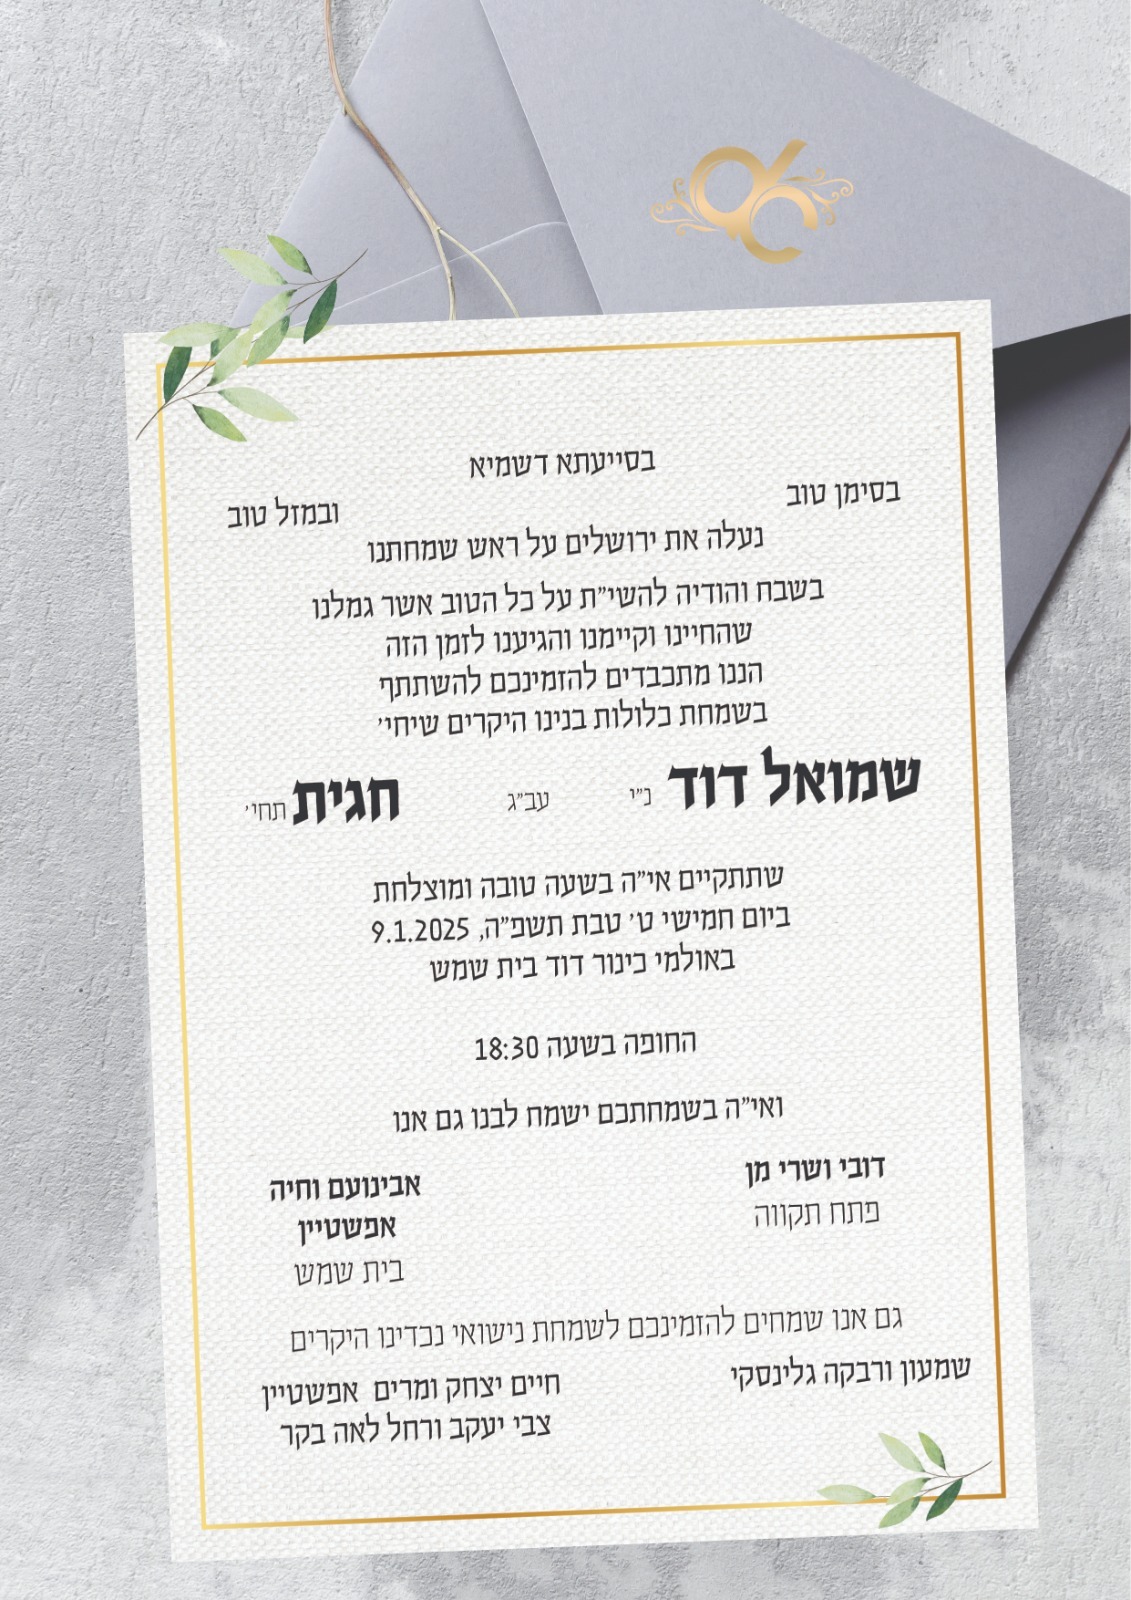 בסייעתא דשמיא
בסימן טוב ובמזל טוב
נעלה את ירושלים על ראש שמחתנו
בשבח והודיה להשי״ת על כל הטוב אשר גמלנו
שהחיינו וקיימנו והגיענו לזמן הזה
הננו מתכבדים להזמינכם להשתתף
בשמחת כלולות בנינו היקרים שיחי׳
שמואל דוד נ״י עב״ג חגית תחי׳
שתתקיים אי״ה בשעה טובה ומוצלחת
ביום חמישי ט׳ טבת תשפ״ה, 9.1.2025
באולמי כינור דוד בית שמש
החופה בשעה 18:30
ואי״ה בשמחתכם ישמח לבנו גם אנו
דובי ושרי מן
פתח תקווה
אבינועם וחיה
אפשטיין
בית שמש
גם אנו שמחים להזמינכם לשמחת נישואי נכדינו היקרים
שמעון ורבקה גלינסקי
חיים יצחק ומרים אפשטיין
צבי יעקב ורחל לאה בקר